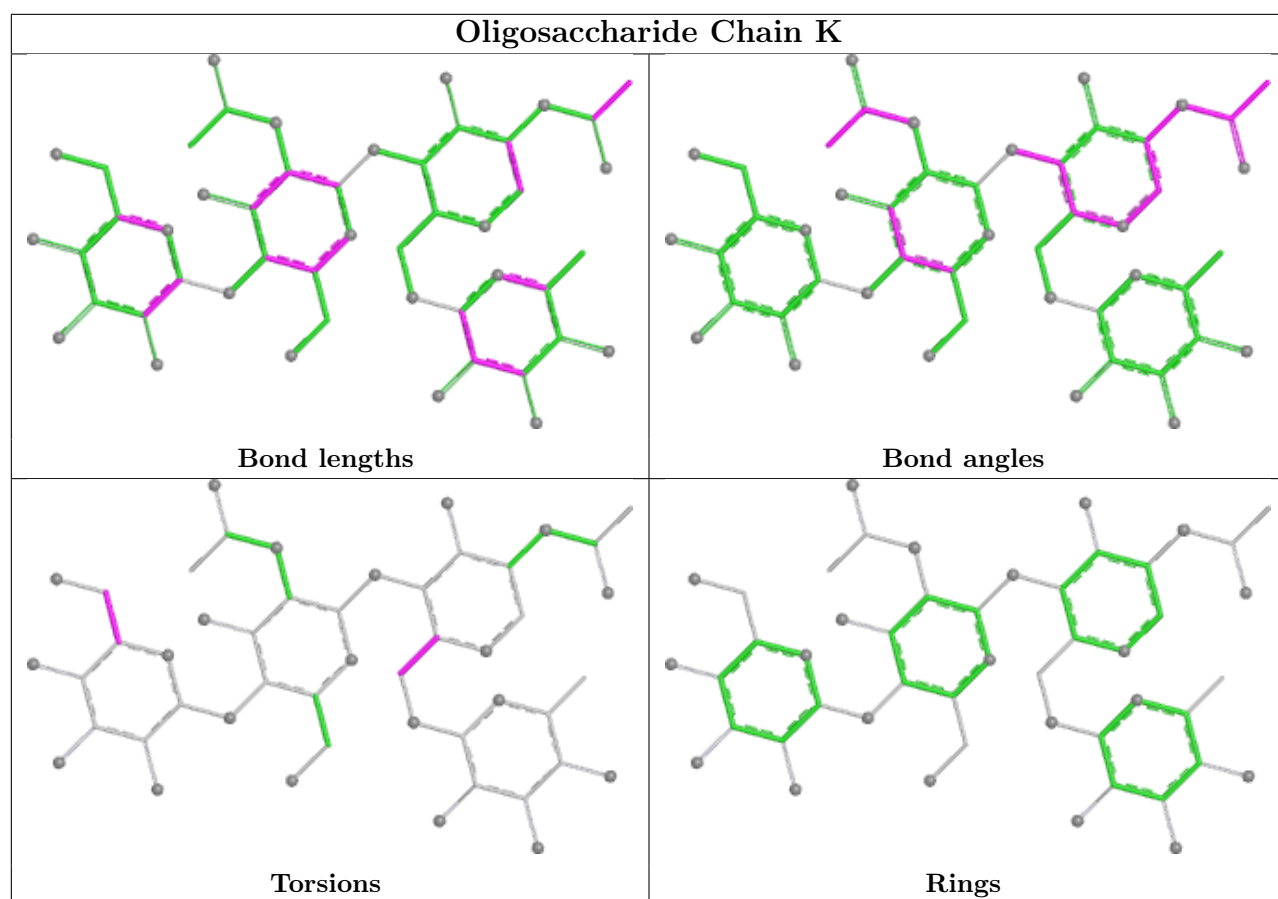 Oligosaccharide Chain K
Bond lengths
Bond angles
Torsions
Rings